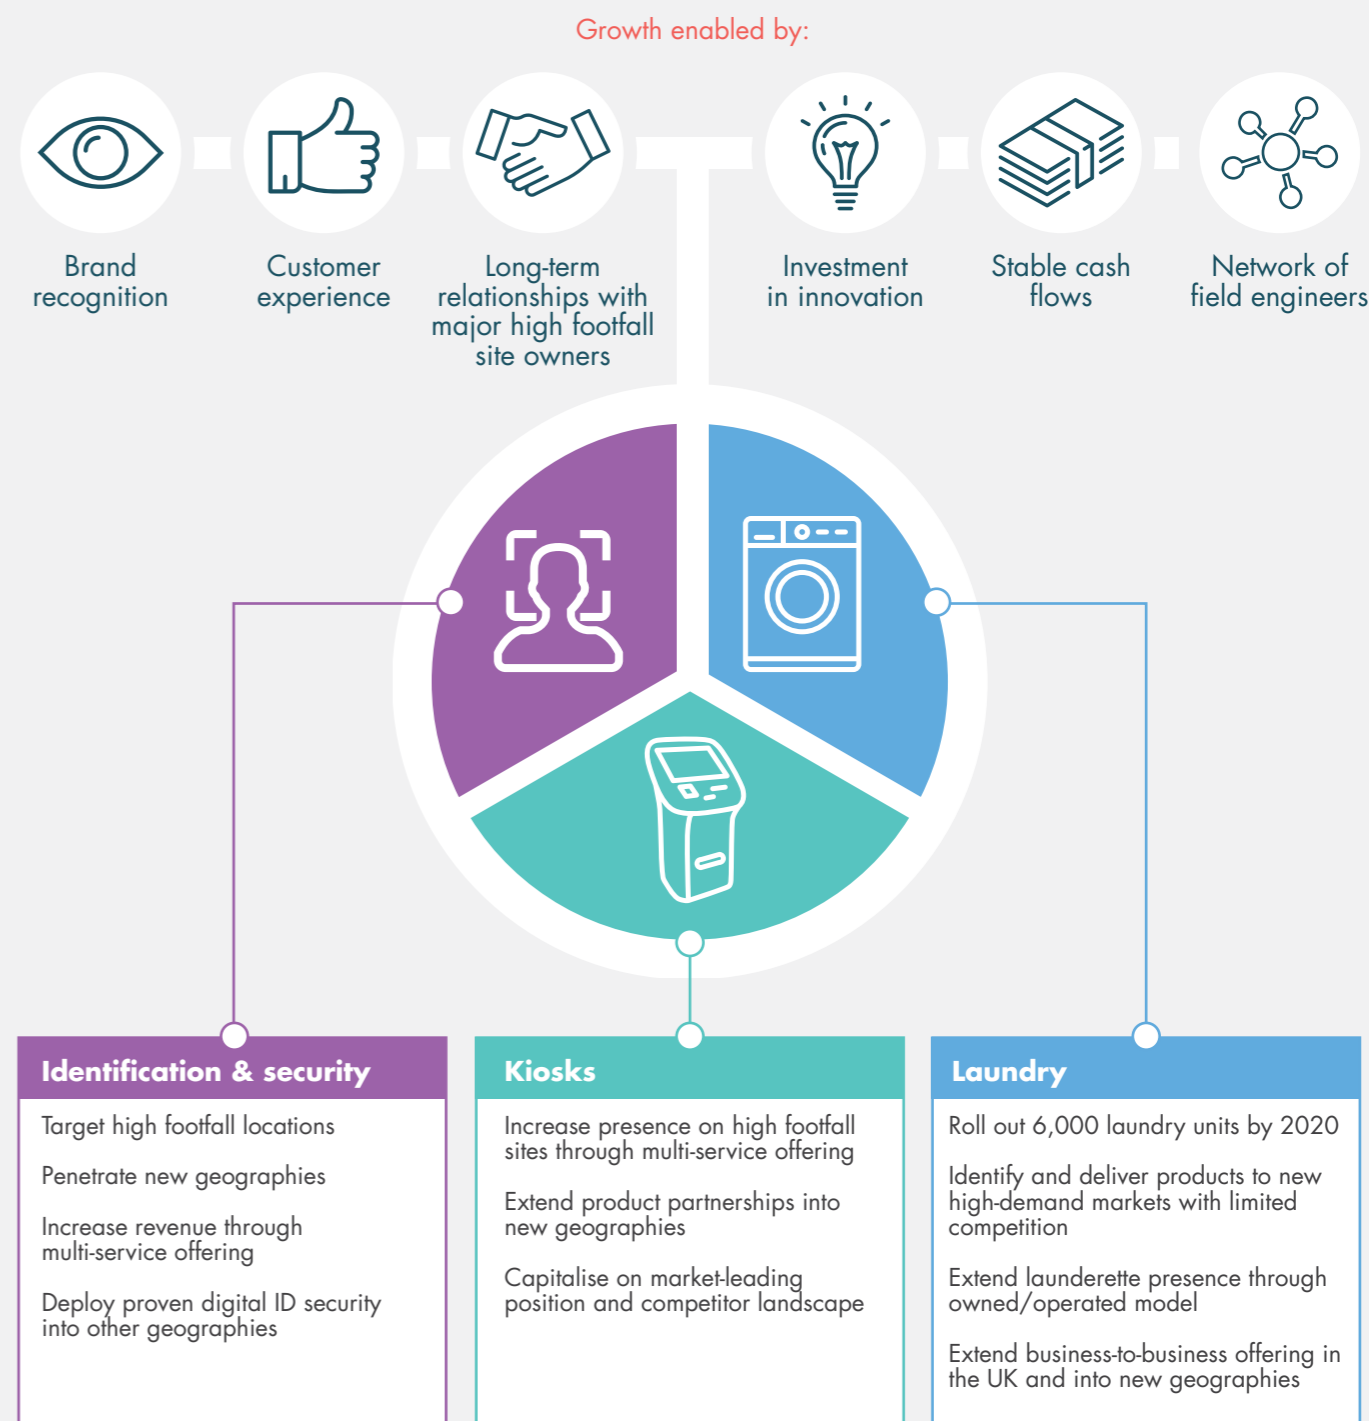 Growth enabled by:
Brand
recognition
Customer
experience
Long-term
relationships with
major high footfall
site owners
Investment
in innovation
Stable cash
flows
Network of
field engineers
Identification & security
Target high footfall locations
Penetrate new geographies
Increase revenue through
multi-service offering
Deploy proven digital ID security
into other geographies
Kiosks
Increase presence on high footfall
sites through multi-service offering
Extend product partnerships into
new geographies
Capitalise on market-leading
position and competitor landscape
Laundry
Roll out 6,000 laundry units by 2020
Identify and deliver products to new
high-demand markets with limited
competition
Extend launderette presence through
owned/operated model
Extend business-to-business offering in
the UK and into new geographies